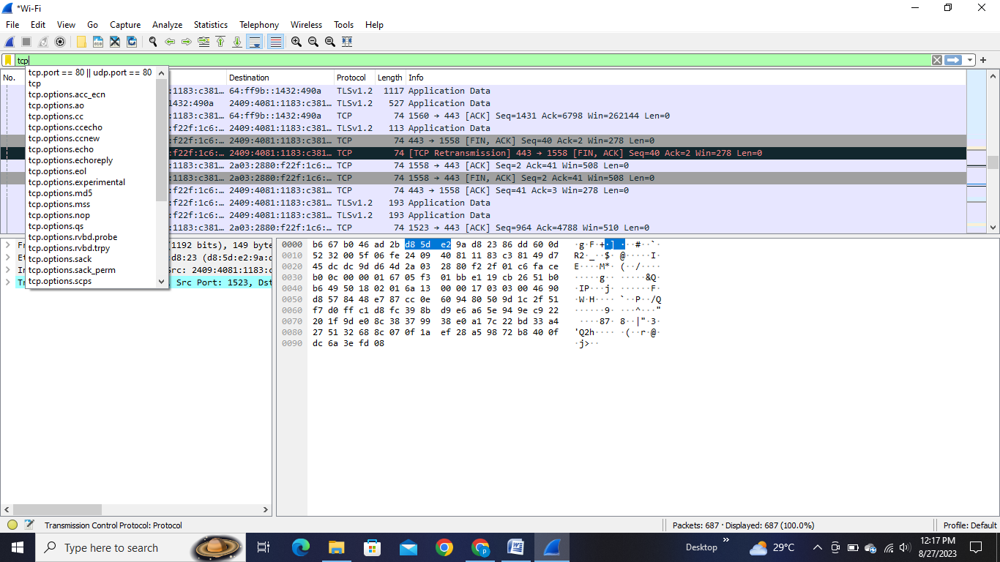 *Wi-Fi
File Edit View Go Capture Analyze Statistics Telephony Wireless Tools Help
tcp
No. Destination Protocol Length Info
tcp.port == 80 || udp.port == 80
tcp
tcp.options.acc_ecn
tcp.options.ao
tcp.options.cc
tcp.options.ccecho
tcp.options.ccnew
tcp.options.echo
tcp.options.echoreply
tcp.options.eol
tcp.options.experimental
tcp.options.md5
tcp.options.mss
tcp.options.nop
tcp.options.qs
tcp.options.rvbd.probe
tcp.options.rvbd.trpy
tcp.options.sack
tcp.options.sack_perm
tcp.options.scps
:1183:c381… 64:ff9b::1432:490a TLSv1.2 1117 Application Data
1432:490a 2409:4081:1183:c381… TLSv1.2 527 Application Data
:1183:c381… 64:ff9b::1432:490a TCP 74 1560 → 443 [ACK] Seq=1431 Ack=6798 Win=262144 Len=0
:f22f:1c6:… 2409:4081:1183:c381… TLSv1.2 113 Application Data
:f22f:1c6:… 2409:4081:1183:c381… TCP 74 443 → 1558 [FIN, ACK] Seq=40 Ack=2 Win=278 Len=0
:f22f:1c6:… 2409:4081:1183:c381… TCP 74 [TCP Retransmission] 443 → 1558 [FIN, ACK] Seq=40 Ack=2 Win=278 Len=0
:1183:c381… 2a03:2880:f22f:1c6:… TCP 74 1558 → 443 [ACK] Seq=2 Ack=41 Win=508 Len=0
:1183:c381… 2a03:2880:f22f:1c6:… TCP 74 1558 → 443 [FIN, ACK] Seq=2 Ack=41 Win=508 Len=0
:f22f:1c6:… 2409:4081:1183:c381… TCP 74 443 → 1558 [ACK] Seq=41 Ack=3 Win=278 Len=0
:f22f:1c6:… 2409:4081:1183:c381… TLSv1.2 193 Application Data
:f22f:1c6:… 2409:4081:1183:c381… TLSv1.2 193 Application Data
:1183:c381… 2a03:2880:f22f:1c6:… TCP 74 1523 → 443 [ACK] Seq=964 Ack=4788 Win=510 Len=0
(1192 bits), 149 byte
d8:23 (d8:5d:e2:9a:d
Src: 2409:4081:1183:c
, Src Port: 1523, Dst
0000 b6 67 b0 46 ad 2b d8 5d e2 9a d8 23 86 dd 60 0d ·g·F·+·] ···#··`·
0010 52 32 00 5f 06 fe 24 09 40 81 11 83 c3 81 49 d7 R2·_··$· @·····I·
0020 45 dc dc 9d d6 4d 2a 03 28 80 f2 2f 01 c6 fa ce E····M*· (··/····
0030 b0 0c 00 00 01 67 05 f3 01 bb e1 19 cb 26 51 b0 ·····g·· ·····&Q·
0040 b6 49 50 18 02 01 6a 13 00 00 17 03 03 00 46 90 ·IP···j· ······F·
0050 d8 57 84 48 e7 87 cc 0e 60 94 80 50 9d 1c 2f 51 ·W·H···· `··P··/Q
0060 f7 d0 ff c1 d8 fc 39 8b d9 e6 a6 5e 94 9e c9 22 ······9· ···^···"
0070 20 1f 9d e0 8c 38 37 99 38 e0 a1 7c 22 bd 33 a4 ····87· 8··|"·3·
0080 27 51 32 68 8c 07 0f 1a ef 28 a5 98 72 b8 40 0f 'Q2h···· ·(··r·@·
0090 dc 6a 3e fd 08 ·j>··
Transmission Control Protocol: Protocol
Packets: 687 · Displayed: 687 (100.0%)
Profile: Default
Type here to search
Desktop
29°C
12:17 PM
8/27/2023